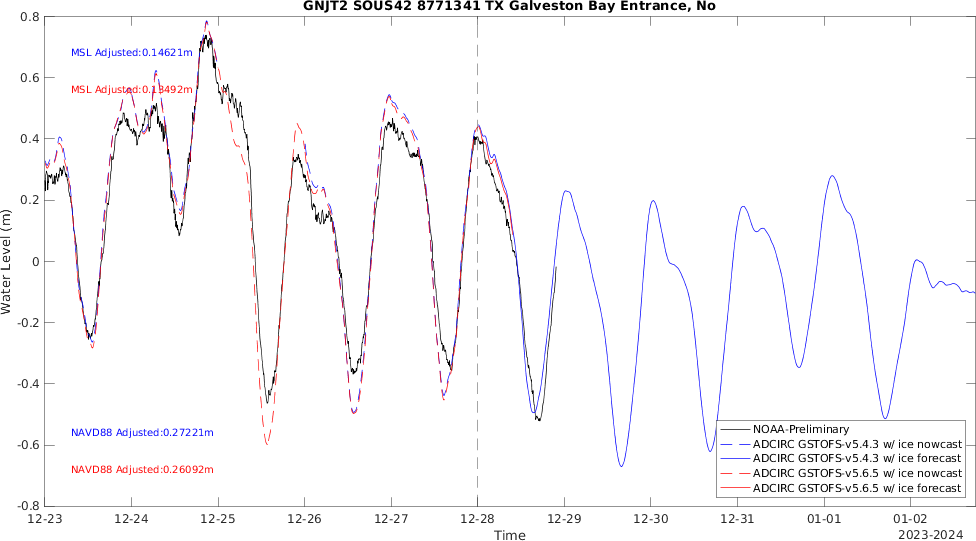 GNJT2 SOUS42 8771341 TX Galveston Bay Entrance, No
0.8
0.6
0.4
0.2
0
-0.2
-0.4
-0.6
-0.8
Water Level (m)
MSL Adjusted:0.14621m
MSL Adjusted:0.13492m
NAVD88 Adjusted:0.27221m
NAVD88 Adjusted:0.26092m
NOAA-Preliminary
ADCIRC GSTOFS-v5.4.3 w/ ice nowcast
ADCIRC GSTOFS-v5.4.3 w/ ice forecast
ADCIRC GSTOFS-v5.6.5 w/ ice nowcast
ADCIRC GSTOFS-v5.6.5 w/ ice forecast
12-23 12-24 12-25 12-26 12-27 12-28 12-29 12-30 12-31 01-01 01-02
Time
2023-2024